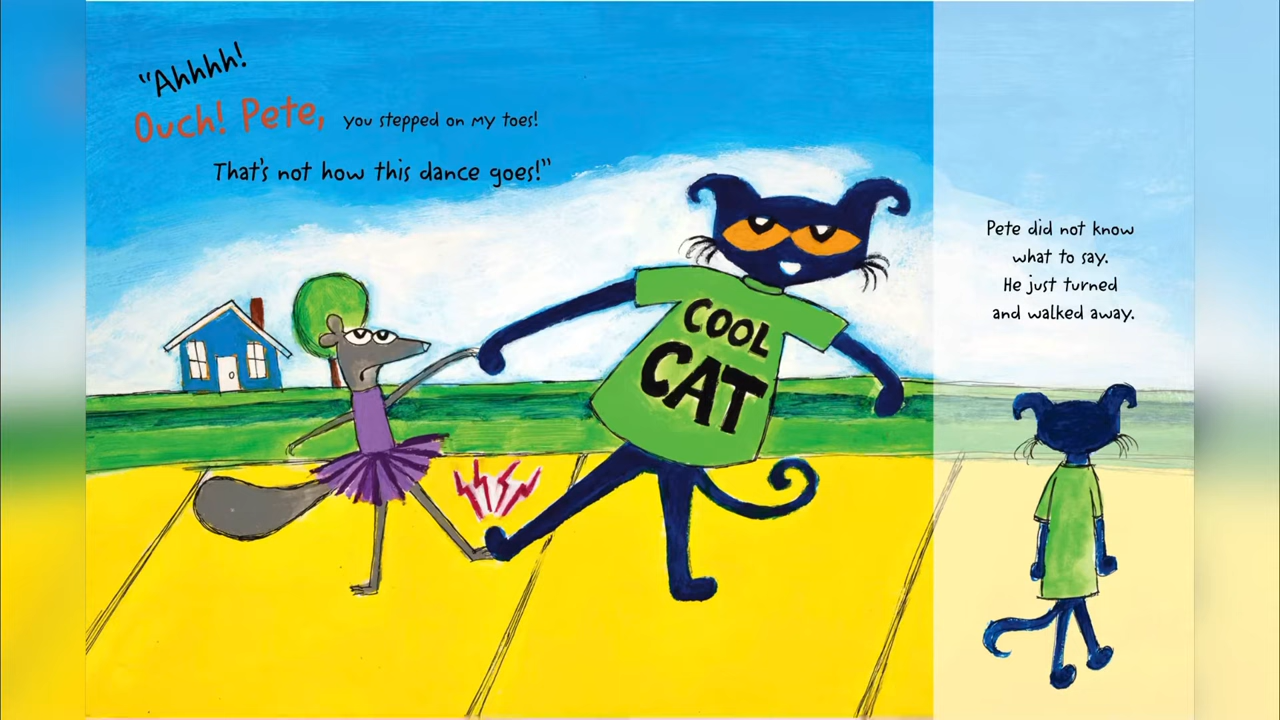 "Ahhhh!
Ouch! Pete, you stepped on my toes!
That's not how this dance goes!"
COOL
CAT
Pete did not know
what to say.
He just turned
and walked away.